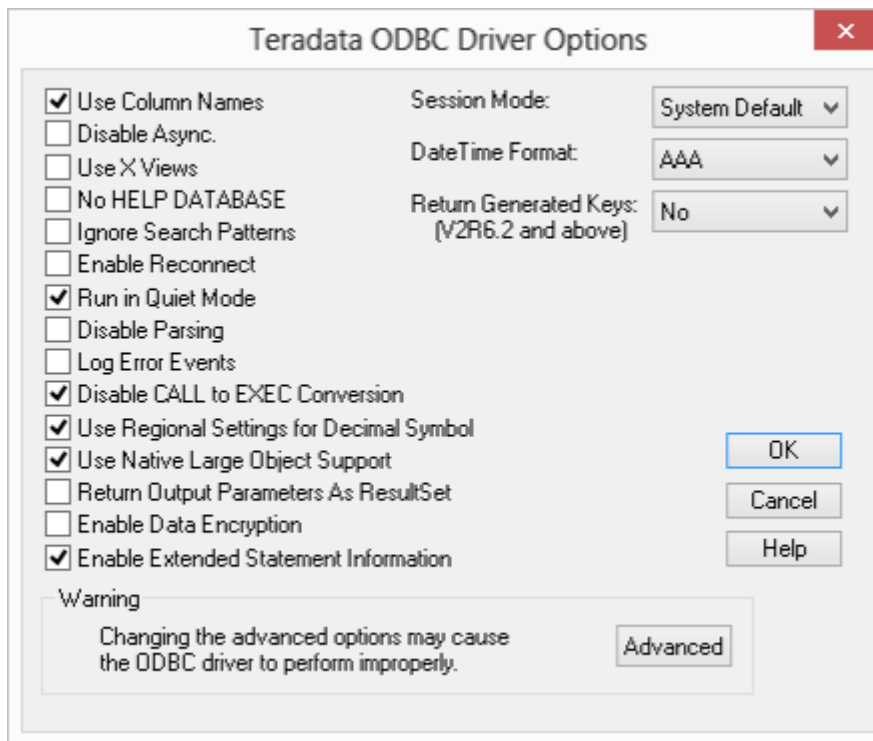 Teradata ODBC Driver Options
Use Column Names
Disable Async.
Use X Views
No HELP DATABASE
Ignore Search Patterns
Enable Reconnect
Run in Quiet Mode
Disable Parsing
Log Error Events
Disable CALL to EXEC Conversion
Use Regional Settings for Decimal Symbol
Use Native Large Object Support
Return Output Parameters As ResultSet
Enable Data Encryption
Enable Extended Statement Information
Session Mode:
System Default
DateTime Format:
AAA
Return Generated Keys:
(V2R6.2 and above)
No
OK
Cancel
Help
Warning
Changing the advanced options may cause
the ODBC driver to perform improperly.
Advanced